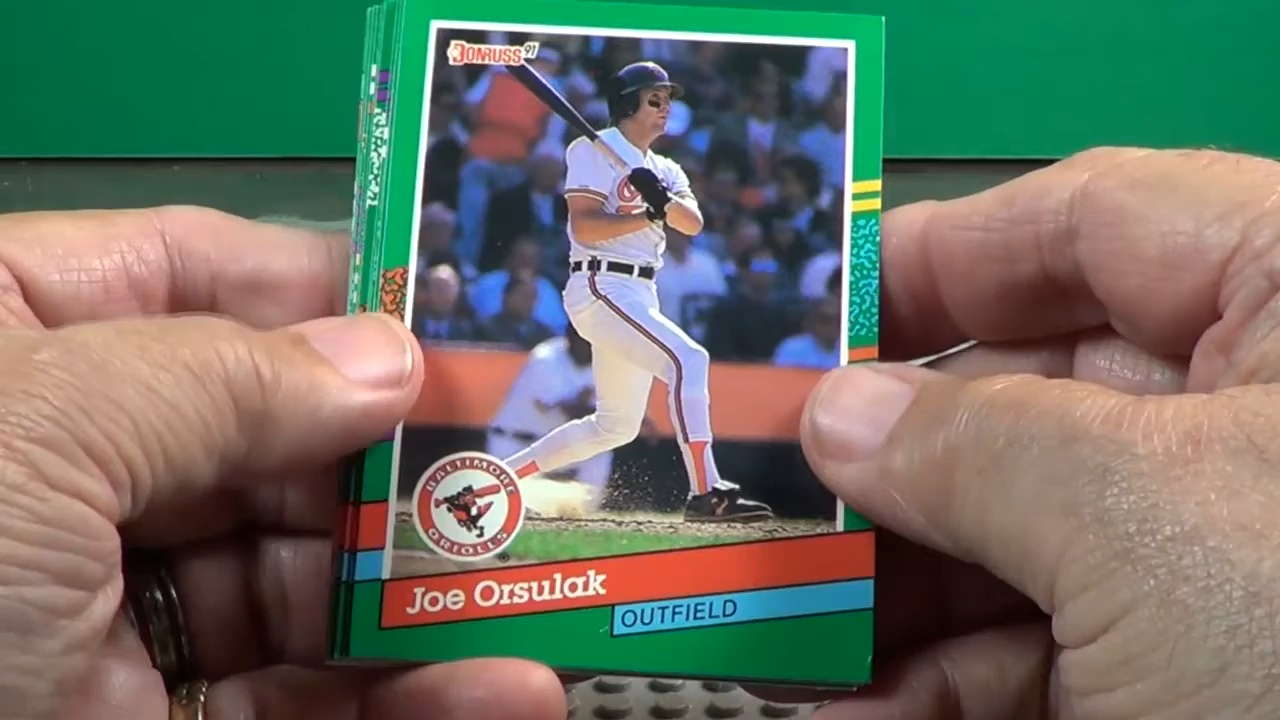 DONRUSS 91
BALTIMORE
ORIOLES
Joe Orsulak
OUTFIELD